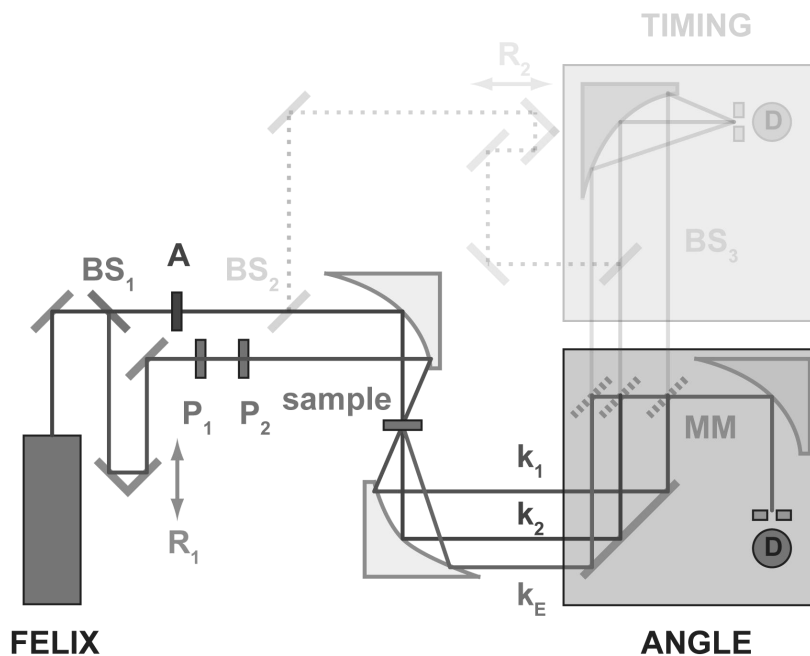 TIMING
R2
D
BS1
A
BS2
BS3
P1
P2
sample
MM
k1
k2
R1
D
kE
FELIX
ANGLE